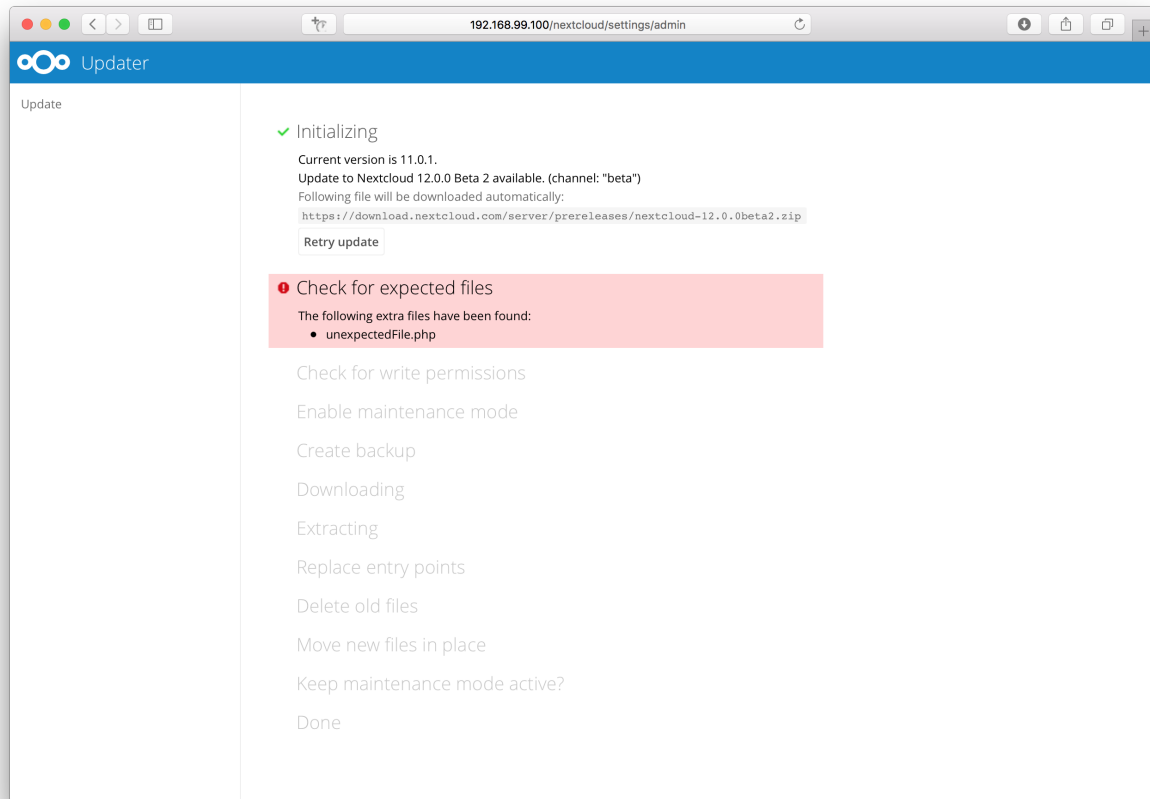 192.168.99.100/nextcloud/settings/admin
Updater
Update
Initializing
Current version is 11.0.1.
Update to Nextcloud 12.0.0 Beta 2 available. (channel: "beta")
Following file will be downloaded automatically:
https://download.nextcloud.com/server/prereleases/nextcloud-12.0.0beta2.zip
Retry update
Check for expected files
The following extra files have been found:
unexpectedFile.php
Check for write permissions
Enable maintenance mode
Create backup
Downloading
Extracting
Replace entry points
Delete old files
Move new files in place
Keep maintenance mode active?
Done